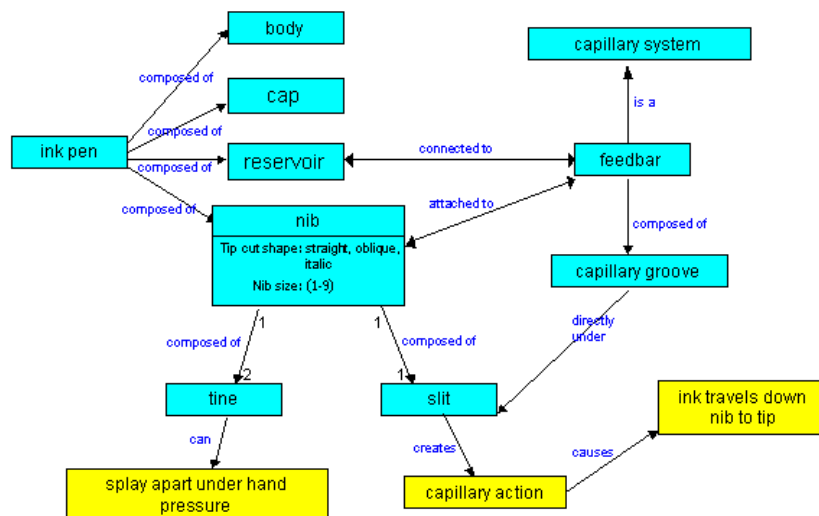 body
capillary system
composed of
cap
is a
composed of
ink pen
reservoir
connected to
feedbar
composed of
composed of
attached to
nib
composed of
Tip cut shape: straight, oblique,
italic
Nib size: (1-9)
capillary groove
1
1
directly
under
composed of
composed of
2
1
tine
slit
ink travels down
nib to tip
can
creates
causes
splay apart under hand
pressure
capillary action